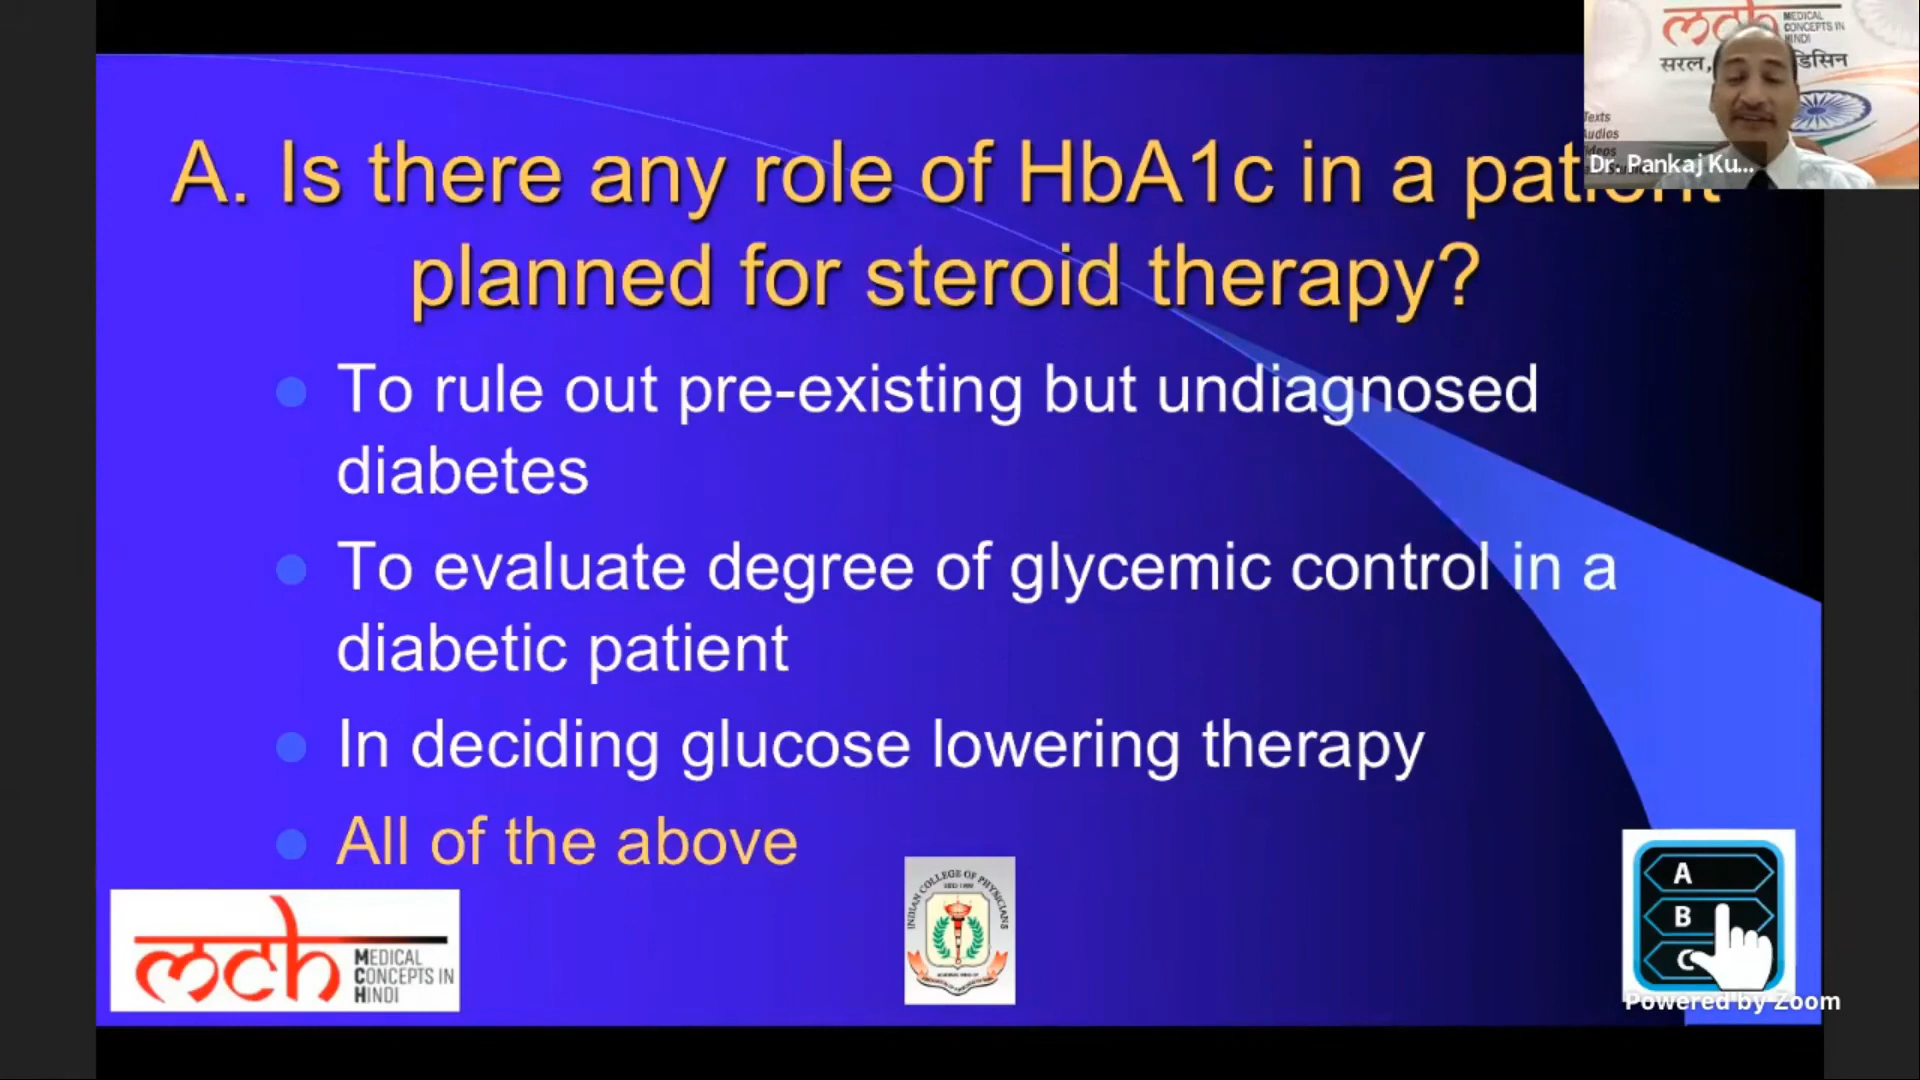 mch MEDICAL
CONCEPTS IN
HINDI
सरल,
डिसिन
Texts
Audios
Videos
Dr. Pankaj Ku...
A. Is there any role of HbA1c in a patient
planned for steroid therapy?
To rule out pre-existing but undiagnosed
diabetes
To evaluate degree of glycemic control in a
diabetic patient
In deciding glucose lowering therapy
All of the above
mch MEDICAL
CONCEPTS IN
HINDI
INDIAN COLLEGE OF PHYSICIANS
A
B
C
Powered by Zoom